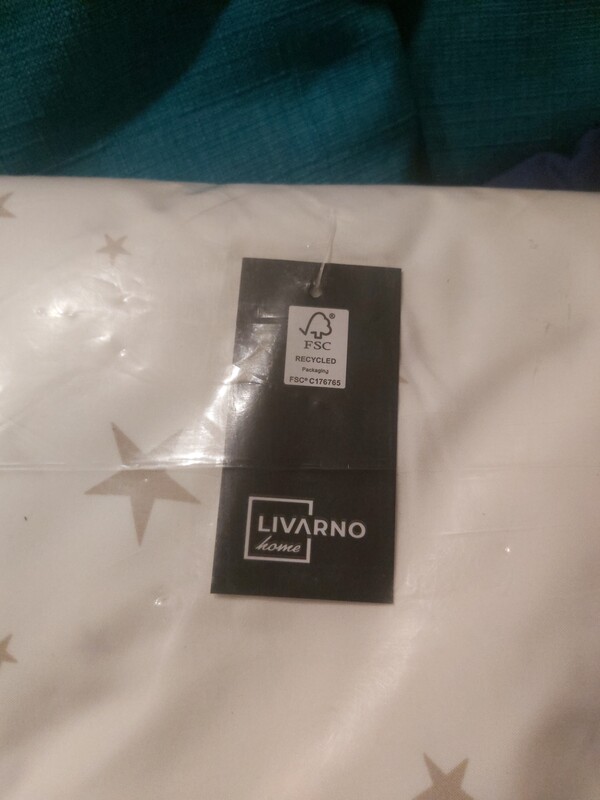 FSC
RECYCLED
Packaging
FSC® C176765
LIVARNO
home